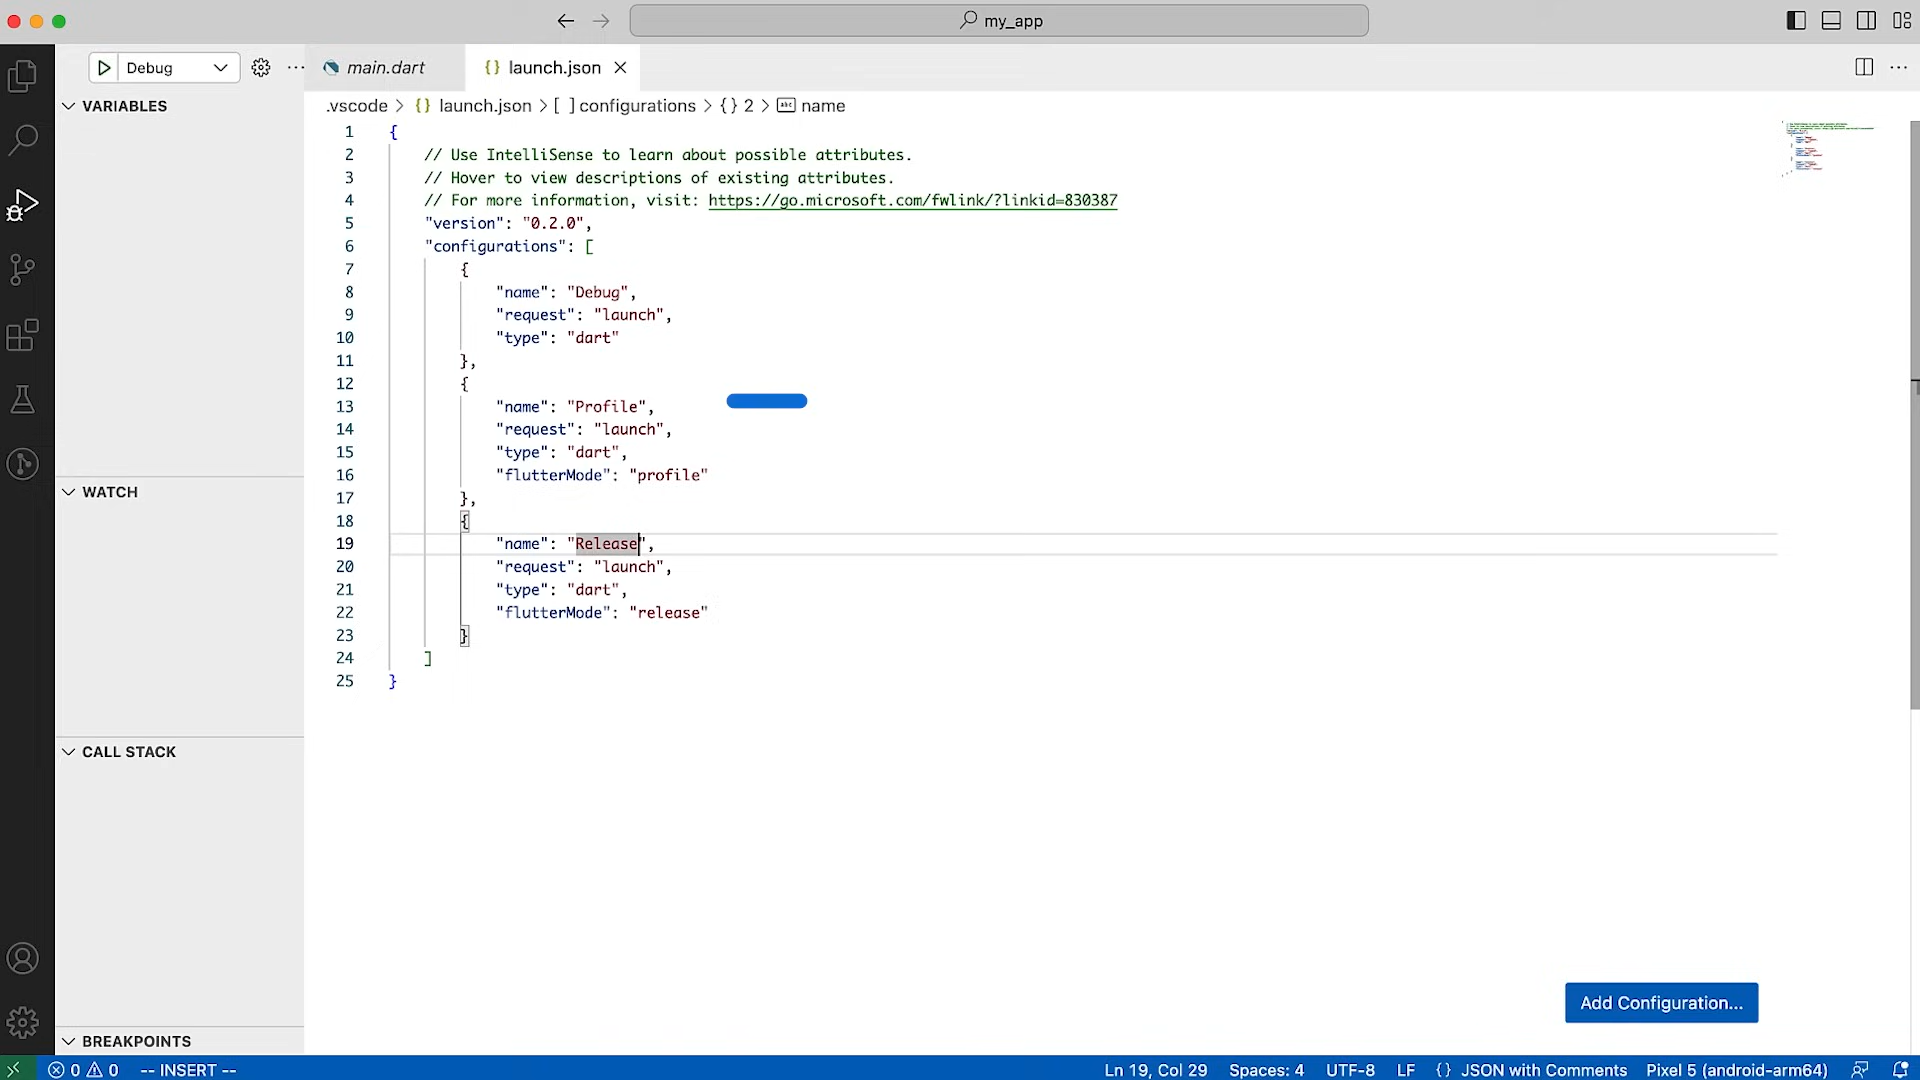 my_app
Debug
main.dart
launch.json
VARIABLES
.vscode > {} launch.json > [ ] configurations > {} 2 > abc name
1 {
2 // Use IntelliSense to learn about possible attributes.
3 // Hover to view descriptions of existing attributes.
4 // For more information, visit: https://go.microsoft.com/fwlink/?linkid=830387
5 "version": "0.2.0",
6 "configurations": [
7 {
8 "name": "Debug",
9 "request": "launch",
10 "type": "dart"
11 },
12 {
13 "name": "Profile",
14 "request": "launch",
15 "type": "dart",
16 "flutterMode": "profile"
17 },
18 {
19 "name": "Release",
20 "request": "launch",
21 "type": "dart",
22 "flutterMode": "release"
23 }
24 ]
25 }
WATCH
CALL STACK
BREAKPOINTS
Add Configuration...
0 0 -- INSERT -- Ln 19, Col 29 Spaces: 4 UTF-8 LF {} JSON with Comments Pixel 5 (android-arm64)